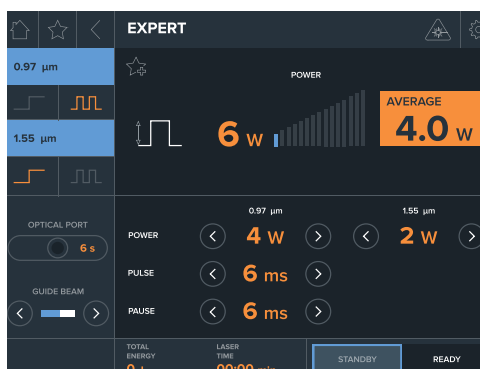 EXPERT
0.97 µm
POWER
AVERAGE
4.0 W
6 W
1.55 µm
OPTICAL PORT
6 s
GUIDE BEAM
0.97 µm
1.55 µm
POWER
4 W
2 W
PULSE
6 ms
PAUSE
6 ms
TOTAL
ENERGY
LASER
TIME
STANDBY
READY